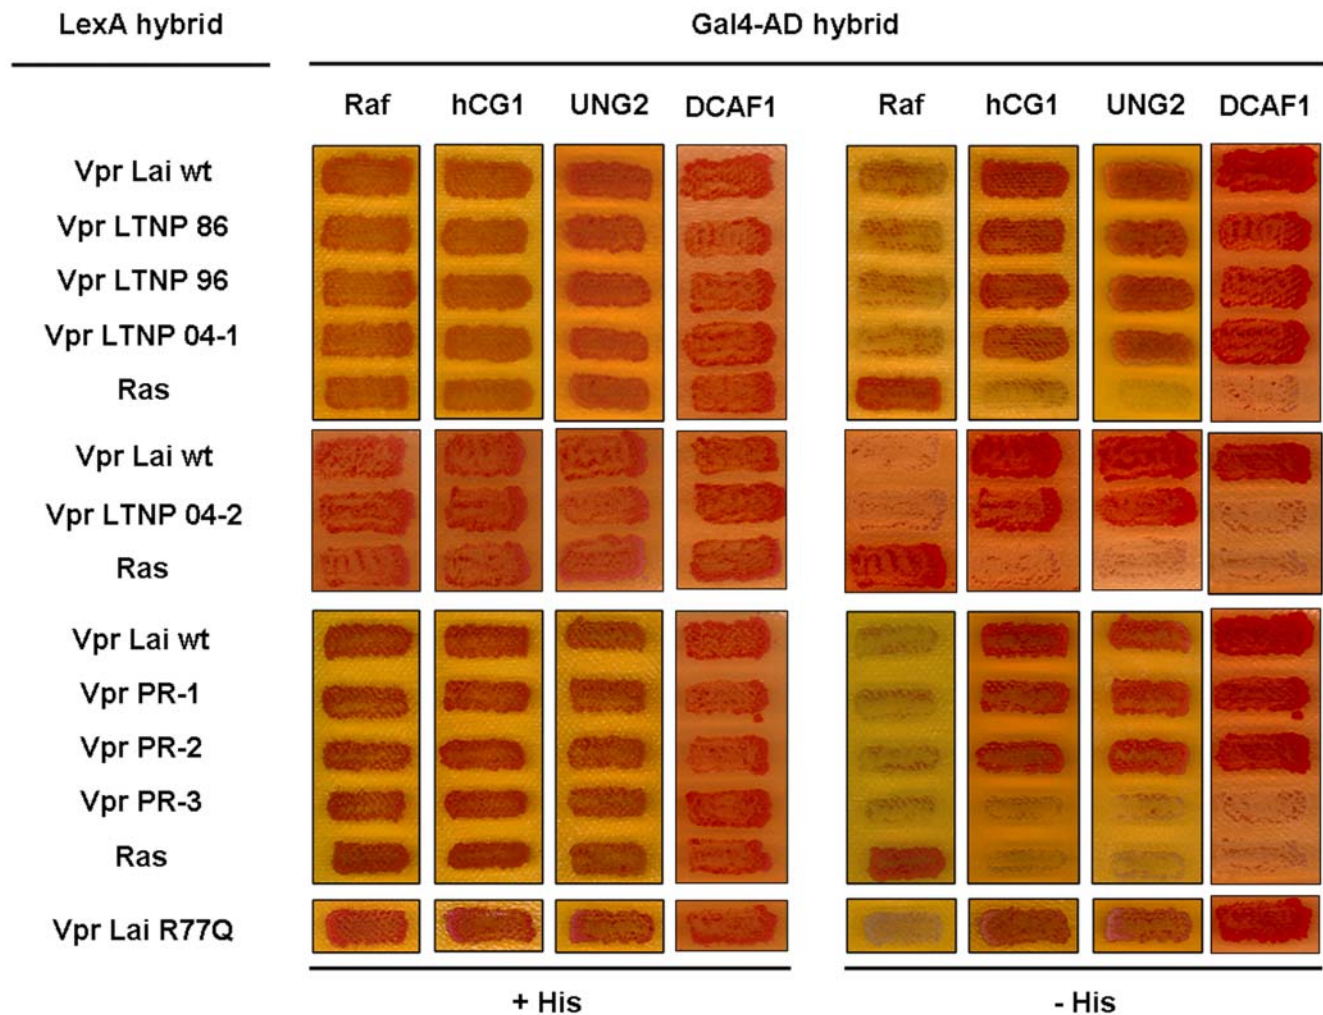 LexA hybrid Gal4-AD hybrid
Raf hCG1 UNG2 DCAF1 Raf hCG1 UNG2 DCAF1
Vpr Lai wt
Vpr LTNP 86
Vpr LTNP 96
Vpr LTNP 04-1
Ras
Vpr Lai wt
Vpr LTNP 04-2
Ras
Vpr Lai wt
Vpr PR-1
Vpr PR-2
Vpr PR-3
Ras
Vpr Lai R77Q
+ His - His